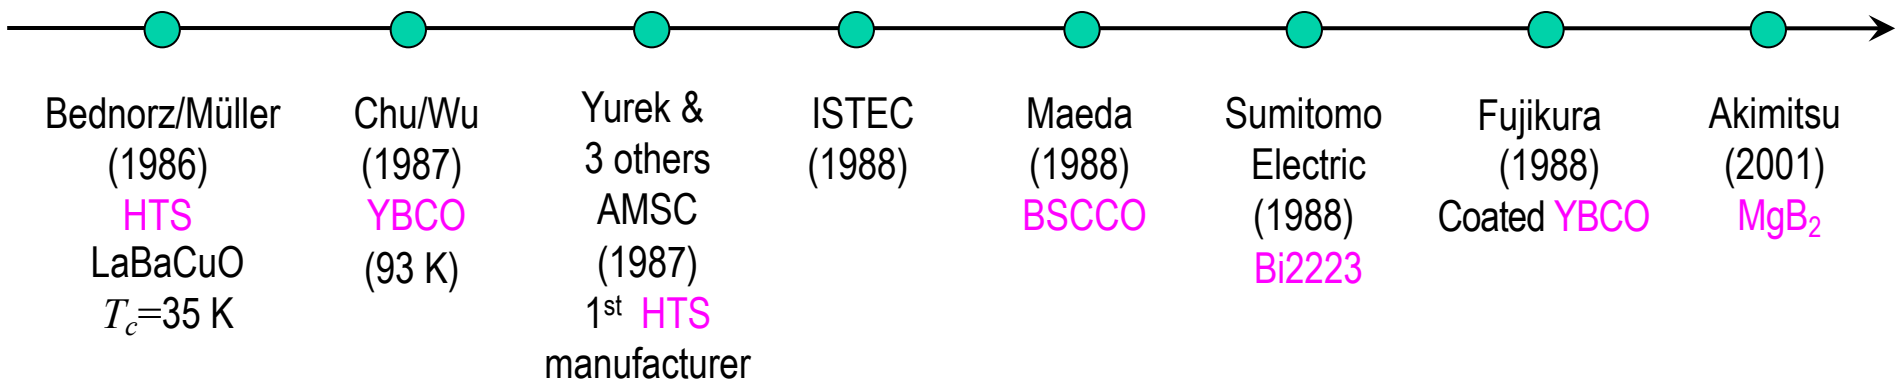 Bednorz/Müller
(1986)
HTS
LaBaCuO
T_c=35 K
Chu/Wu
(1987)
YBCO
(93 K)
Yurek &
3 others
AMSC
(1987)
1st HTS
manufacturer
ISTEC
(1988)
Maeda
(1988)
BSCCO
Sumitomo
Electric
(1988)
Bi2223
Fujikura
(1988)
Coated YBCO
Akimitsu
(2001)
MgB₂